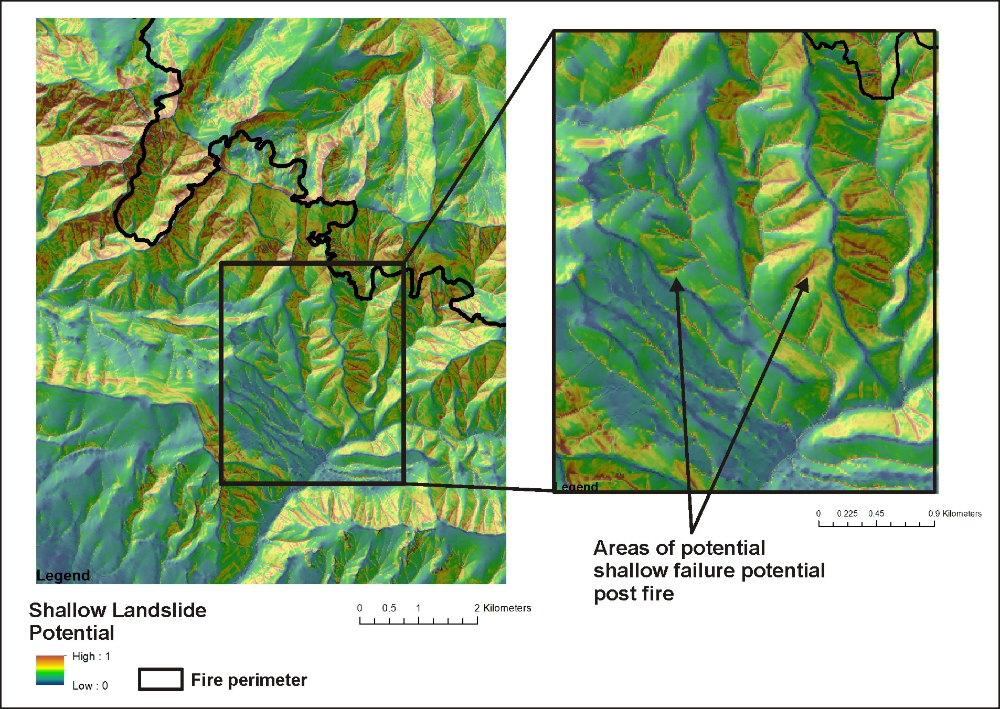 Legend
Legend
0 0.225 0.45 0.9 Kilometers
Areas of potential
shallow failure potential
post fire
Shallow Landslide
Potential
0 0.5 1 2 Kilometers
High : 1
Low : 0
Fire perimeter